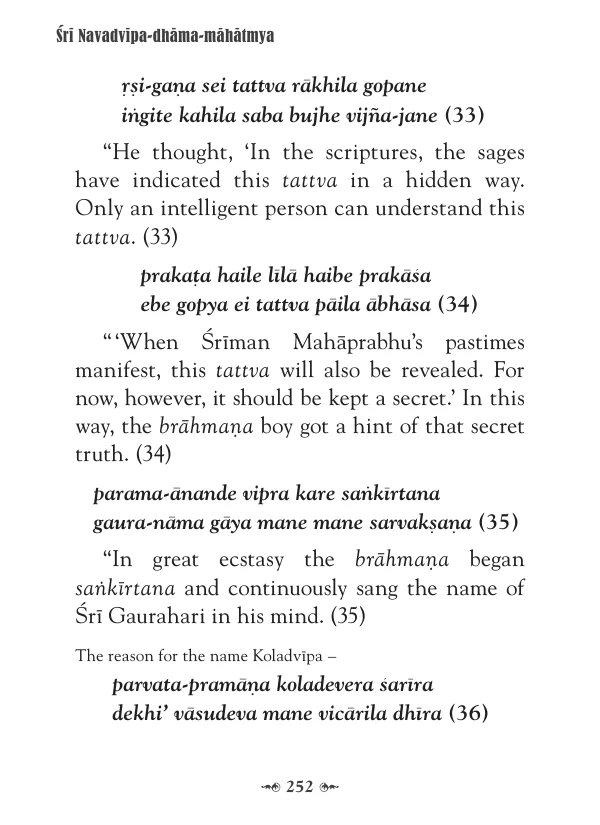 Śrī Navadvīpa-dhāma-māhātmya
ṛṣi-gaṇa sei tattva rākhila gopane
iṅgite kahila saba bujhe vijña-jane (33)
“He thought, ‘In the scriptures, the sages
have indicated this tattva in a hidden way.
Only an intelligent person can understand this
tattva. (33)
prakaṭa haile līlā haibe prakāśa
ebe gopya ei tattva pāila ābhāsa (34)
“ ‘When Śrīman Mahāprabhu’s pastimes
manifest, this tattva will also be revealed. For
now, however, it should be kept a secret.’ In this
way, the brāhmaṇa boy got a hint of that secret
truth. (34)
parama-ānande vipra kare saṅkīrtana
gaura-nāma gāya mane mane sarvakṣaṇa (35)
“In great ecstasy the brāhmaṇa began
saṅkīrtana and continuously sang the name of
Śrī Gaurahari in his mind. (35)
The reason for the name Koladvīpa –
parvata-pramāṇa koladevera śarīra
dekhi’ vāsudeva mane vicārila dhīra (36)
252